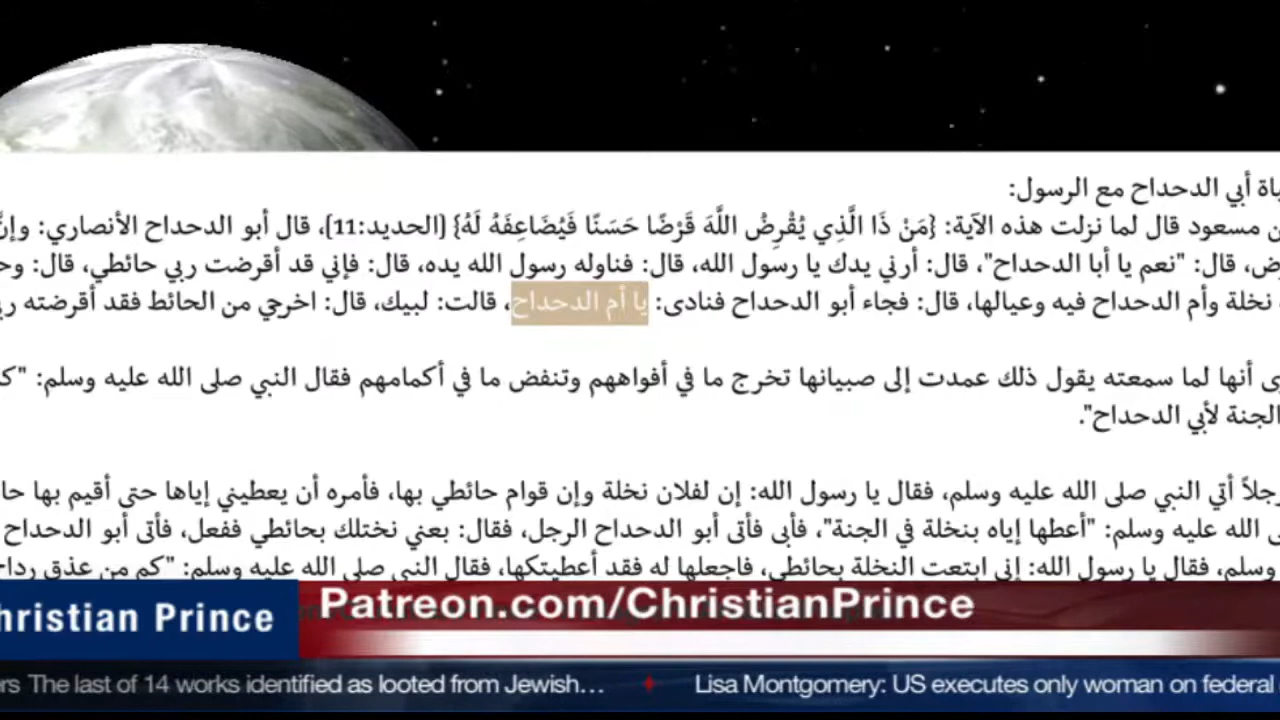 أبي الدحداح مع الرسول:
مسعود قال لما نزلت هذه الآية: {مَنْ ذَا الَّذِي يُقْرِضُ اللَّهَ قَرْضًا حَسَنًا فَيُضَاعِفَهُ لَهُ} (الحديد:11)، قال أبو الدحداح الأنصاري:
قال: "نعم يا أبا الدحداح"، قال: أرني يدك يا رسول الله، قال: فناوله رسول الله يده، قال: فإني قد أقرضت ربي حائطي، قال:
نخلة وأم الدحداح فيه وعيالها، قال: فجاء أبو الدحداح فنادى: يا أم الدحداح، قالت: لبيك، قال: اخرجي من الحائط فقد أقرضته
أنها لما سمعته يقول ذلك عمدت إلى صبيانها تخرج ما في أفواههم وتنفض ما في أكمامهم فقال النبي صلى الله عليه وسلم:
الجنة لأبي الدحداح".
أتي النبي صلى الله عليه وسلم، فقال يا رسول الله: إن لفلان نخلة وإن قوام حائطي بها، فأمره أن يعطيني إياها حتى أقيم بها
الله عليه وسلم: "أعطها إياه بنخلة في الجنة"، فأبى فأتى أبو الدحداح الرجل، فقال: بعني نختلك بحائطي ففعل، فأتى أبو الدحداح
وسلم، فقال يا رسول الله: إني ابتعت النخلة بحائطي، فاجعلها له فقد أعطيتكها، فقال النبي صلى الله عليه وسلم: "كم من عذق
hristian Prince
Patreon.com/ChristianPrince
rs The last of 14 works identified as looted from Jewish… Lisa Montgomery: US executes only woman on federal